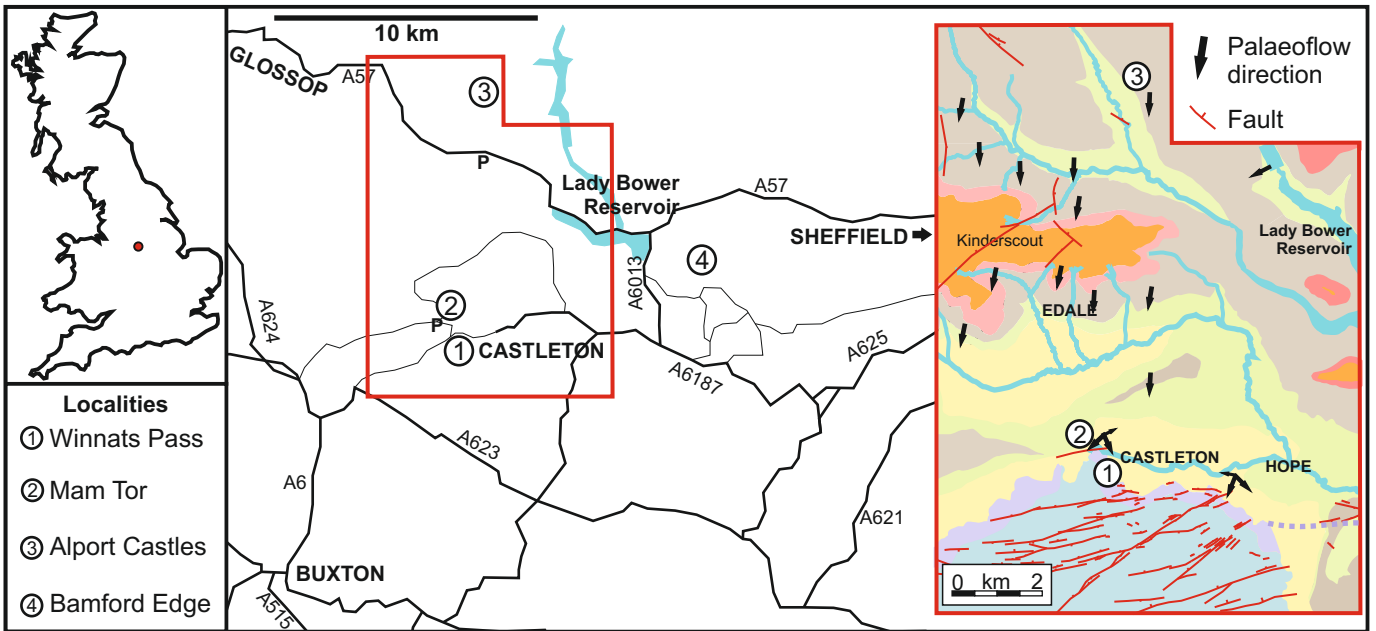 Localities
1 Winnats Pass
2 Mam Tor
3 Alport Castles
4 Bamford Edge
10 km
GLOSSOP
A57
3
P
Lady Bower
Reservoir
A57
SHEFFIELD
4
A6013
2
P
1
CASTLETON
A624
A6187
A625
A623
A6
A621
BUXTON
A515
3
Palaeoflow
direction
Fault
Kinderscout
Lady Bower
Reservoir
EDALE
2
CASTLETON
1
HOPE
0 km 2